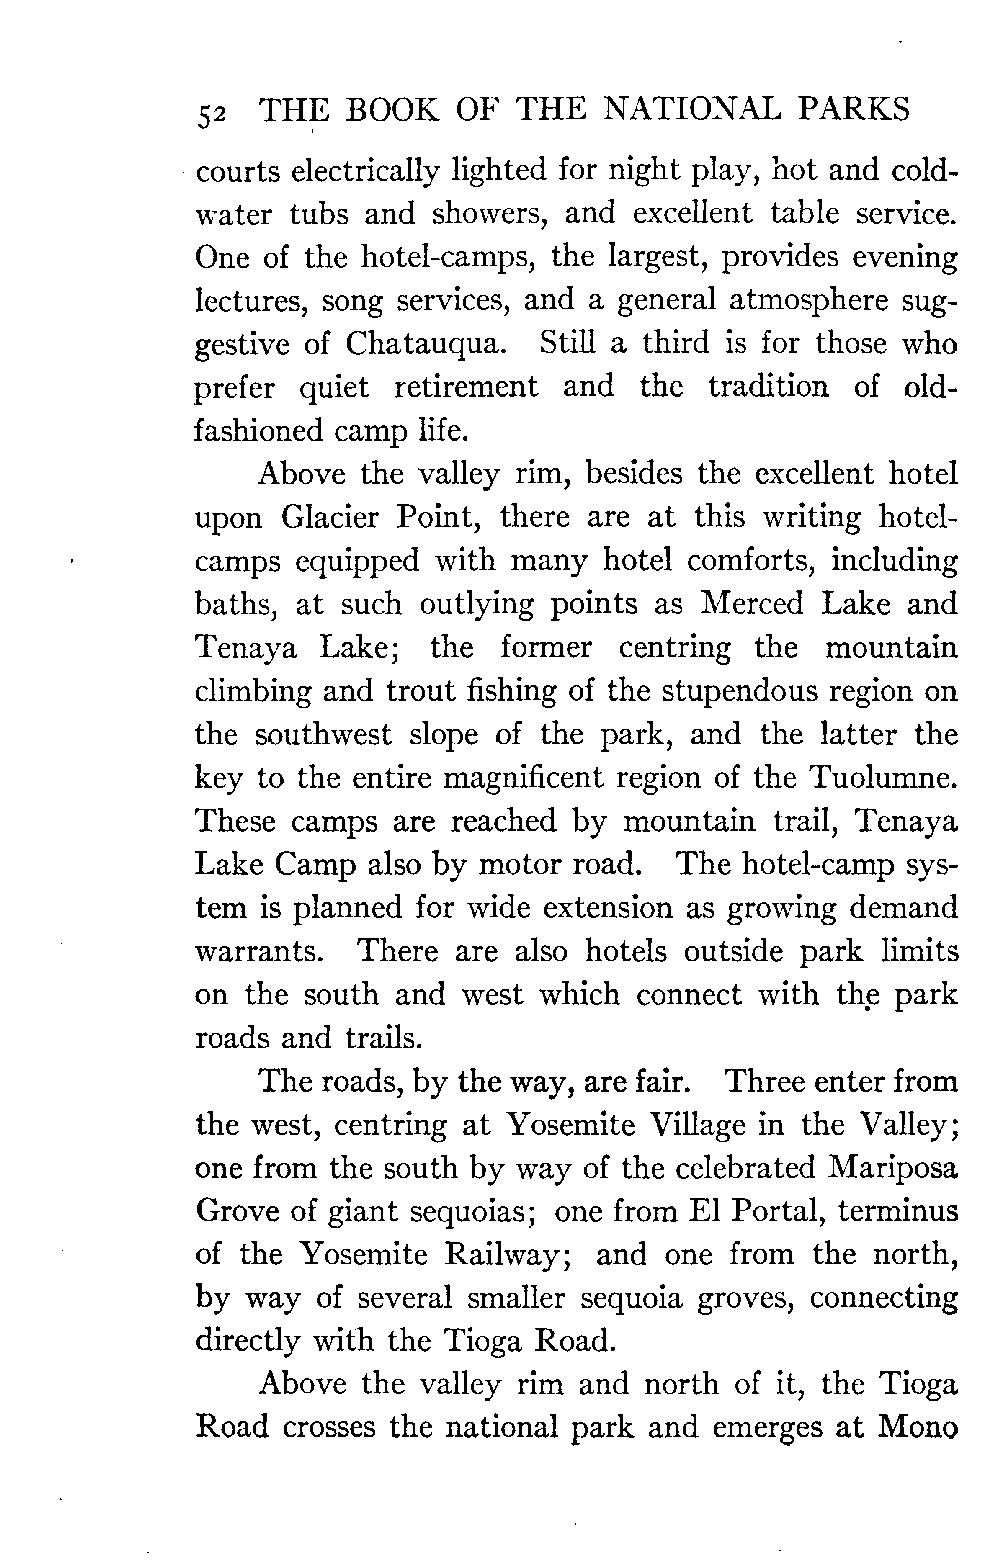 52 THE BOOK OF THE NATIONAL PARKS
courts electrically lighted for night play, hot and cold-
water tubs and showers, and excellent table service.
One of the hotel-camps, the largest, provides evening
lectures, song services, and a general atmosphere sug-
gestive of Chatauqua. Still a third is for those who
prefer quiet retirement and the tradition of old-
fashioned camp life.
Above the valley rim, besides the excellent hotel
upon Glacier Point, there are at this writing hotel-
camps equipped with many hotel comforts, including
baths, at such outlying points as Merced Lake and
Tenaya Lake; the former centring the mountain
climbing and trout fishing of the stupendous region on
the southwest slope of the park, and the latter the
key to the entire magnificent region of the Tuolumne.
These camps are reached by mountain trail, Tenaya
Lake Camp also by motor road. The hotel-camp sys-
tem is planned for wide extension as growing demand
warrants. There are also hotels outside park limits
on the south and west which connect with the park
roads and trails.
The roads, by the way, are fair. Three enter from
the west, centring at Yosemite Village in the Valley;
one from the south by way of the celebrated Mariposa
Grove of giant sequoias; one from El Portal, terminus
of the Yosemite Railway; and one from the north,
by way of several smaller sequoia groves, connecting
directly with the Tioga Road.
Above the valley rim and north of it, the Tioga
Road crosses the national park and emerges at Mono